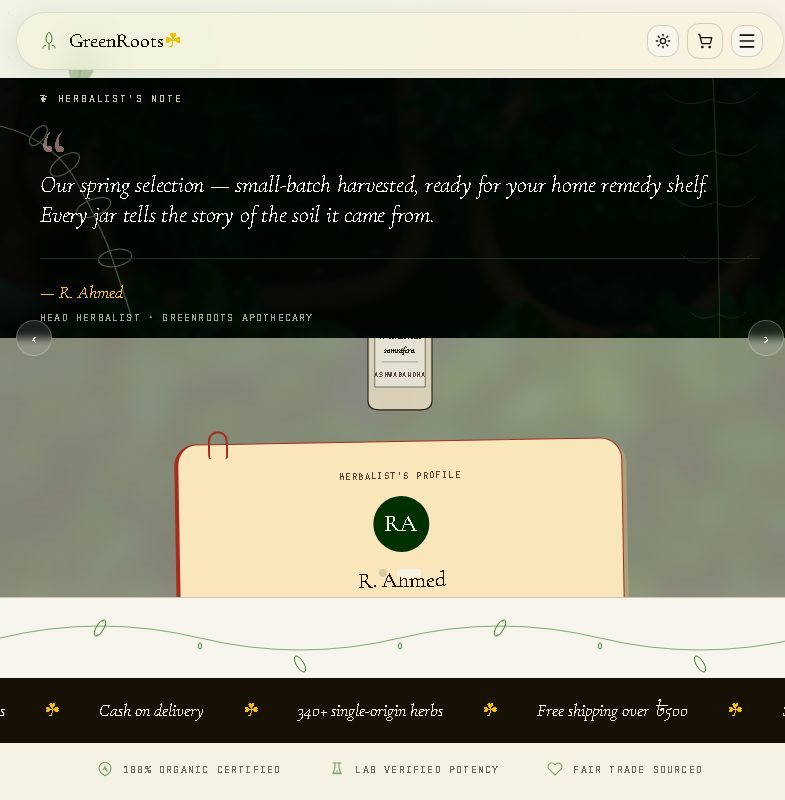 GreenRoots
HERBALIST'S NOTE
“
Our spring selection — small-batch harvested, ready for your home remedy shelf.
Every jar tells the story of the soil it came from.
— R. Ahmed
HEAD HERBALIST · GREENROOTS APOTHECARY
somnifera
ASHWAGANDHA
HERBALIST'S PROFILE
RA
R. Ahmed
Cash on delivery 340+ single-origin herbs Free shipping over ৳500
100% ORGANIC CERTIFIED LAB VERIFIED POTENCY FAIR TRADE SOURCED